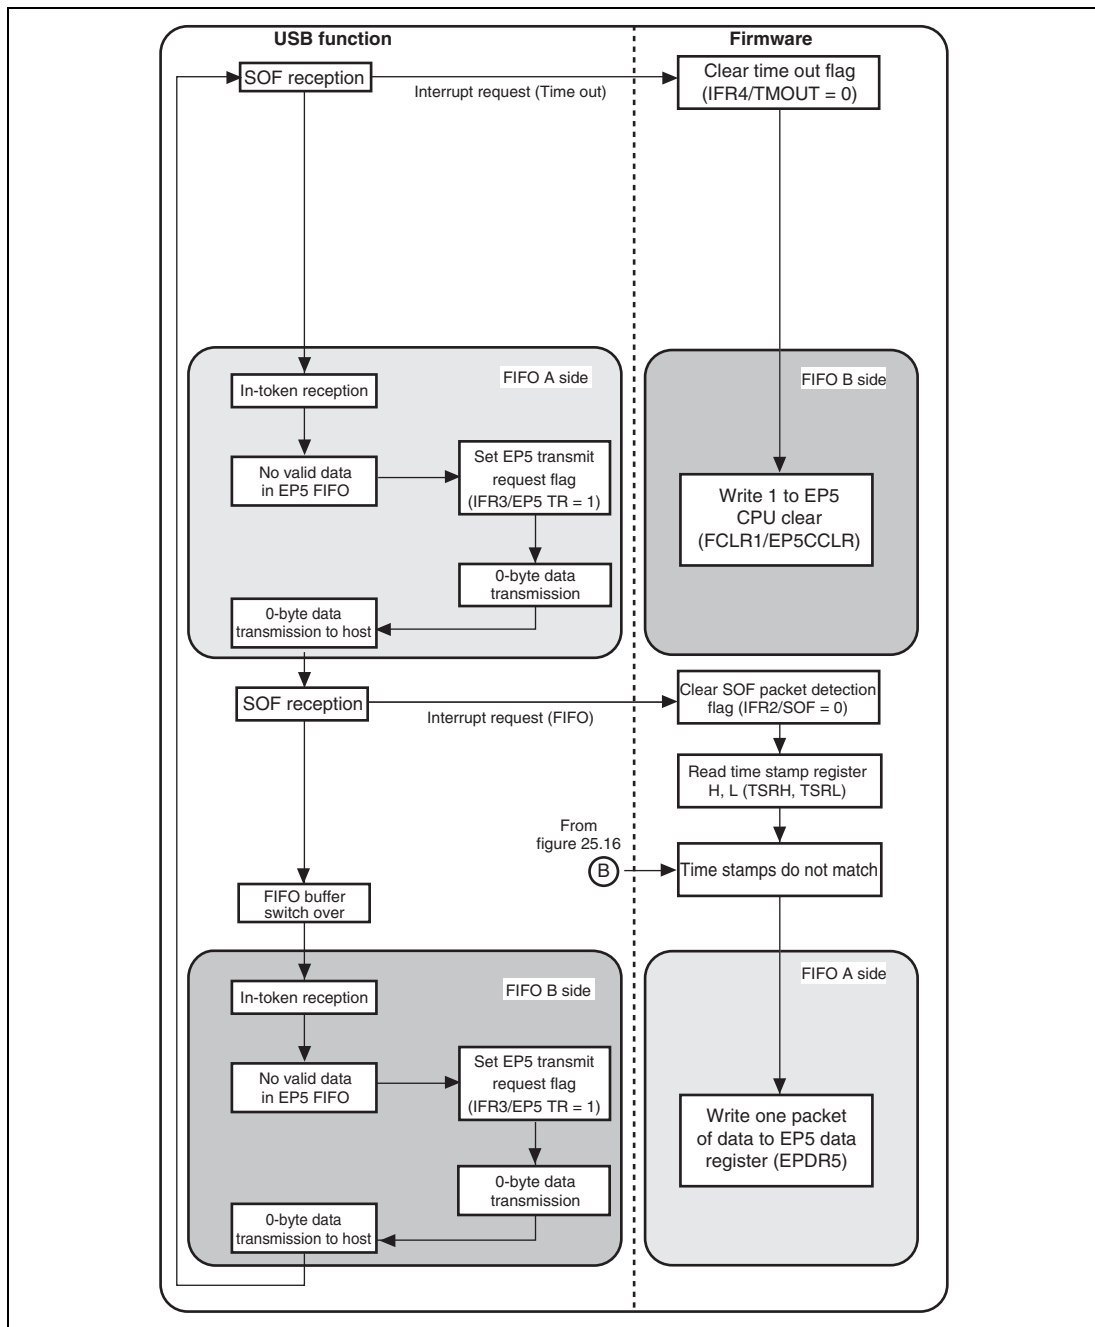 USB function
Firmware
SOF reception
Interrupt request (Time out)
Clear time out flag
(IFR4/TMOUT = 0)
FIFO A side
In-token reception
No valid data
in EP5 FIFO
Set EP5 transmit
request flag
(IFR3/EP5 TR = 1)
0-byte data
transmission
0-byte data
transmission to host
FIFO B side
Write 1 to EP5
CPU clear
(FCLR1/EP5CCLR)
SOF reception
Interrupt request (FIFO)
Clear SOF packet detection
flag (IFR2/SOF = 0)
Read time stamp register
H, L (TSRH, TSRL)
From
figure 25.16
B
Time stamps do not match
FIFO buffer
switch over
FIFO B side
In-token reception
No valid data
in EP5 FIFO
Set EP5 transmit
request flag
(IFR3/EP5 TR = 1)
0-byte data
transmission
0-byte data
transmission to host
FIFO A side
Write one packet
of data to EP5 data
register (EPDR5)